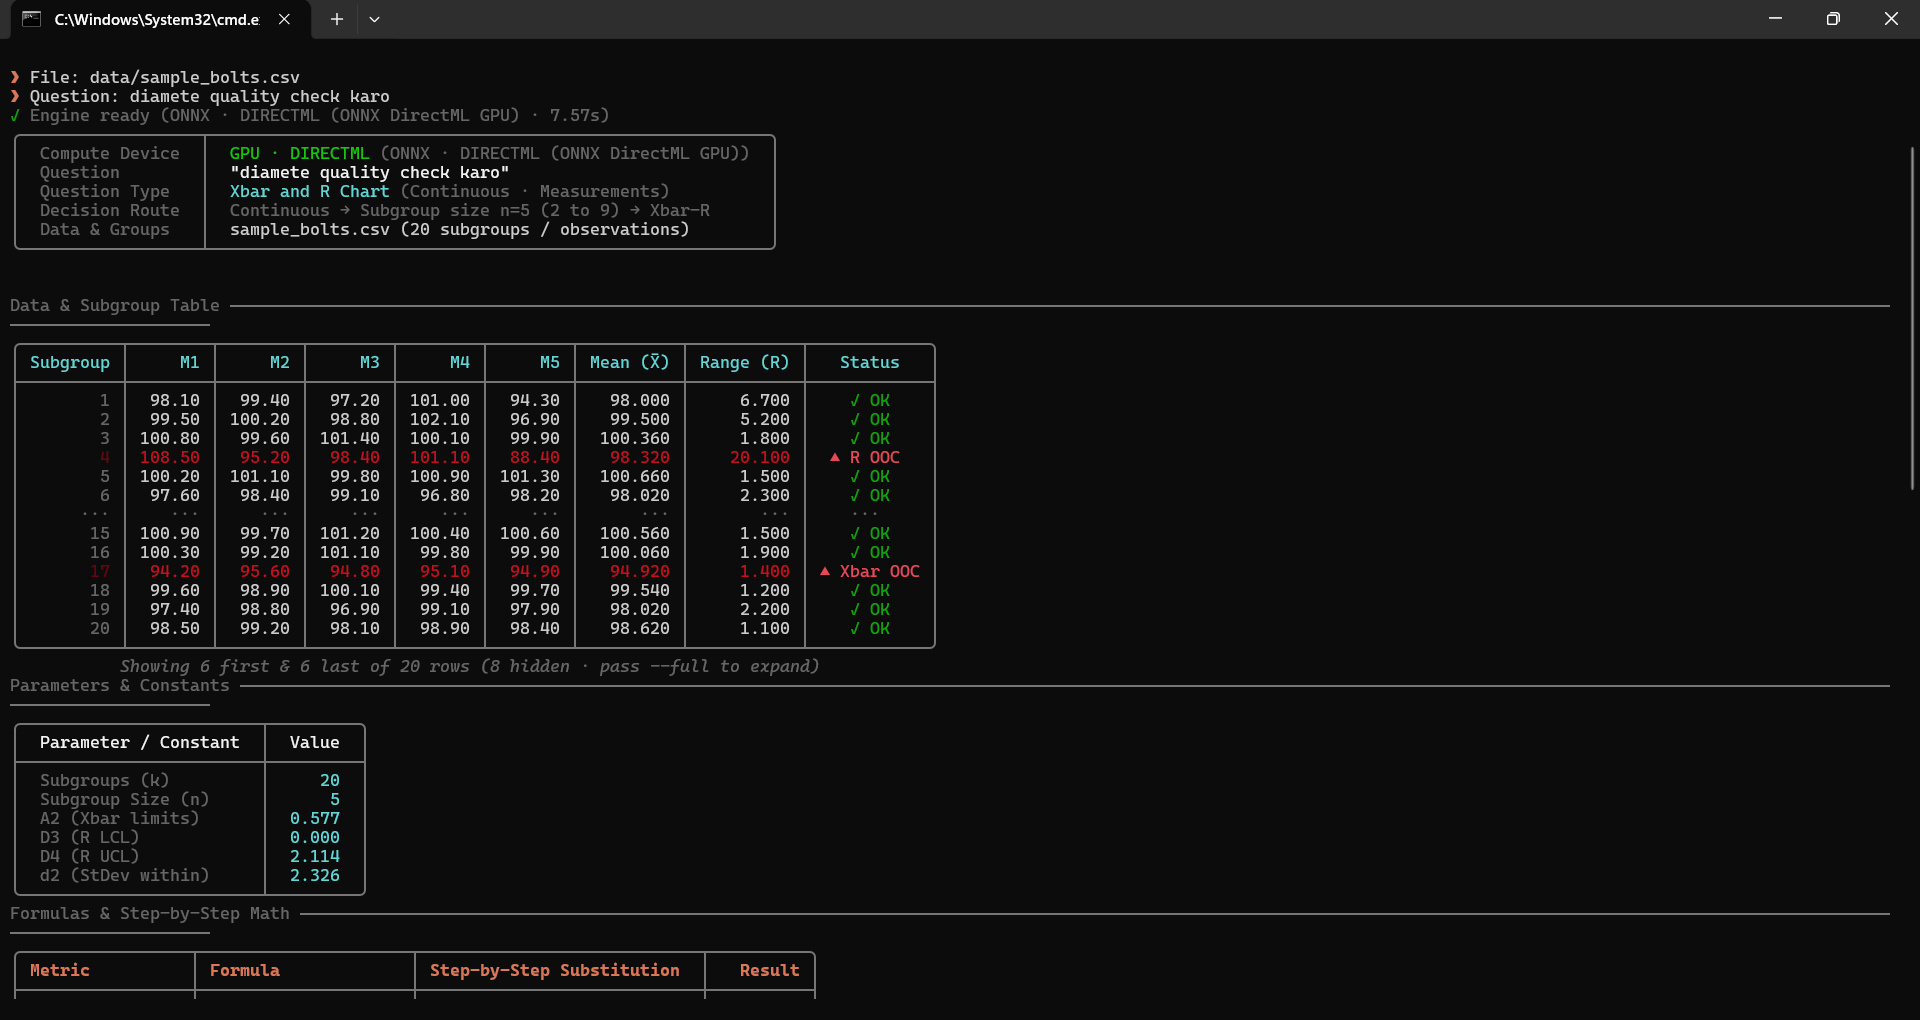 C:\Windows\System32\cmd.e
❯ File: data/sample_bolts.csv
❯ Question: diamete quality check karo
√ Engine ready (ONNX · DIRECTML (ONNX DirectML GPU) · 7.57s)
Compute Device GPU · DIRECTML (ONNX · DIRECTML (ONNX DirectML GPU))
Question "diamete quality check karo"
Question Type Xbar and R Chart (Continuous · Measurements)
Decision Route Continuous → Subgroup size n=5 (2 to 9) → Xbar-R
Data & Groups sample_bolts.csv (20 subgroups / observations)
Data & Subgroup Table
Subgroup M1 M2 M3 M4 M5 Mean (X̄) Range (R) Status
1 98.10 99.40 97.20 101.00 94.30 98.000 6.700 √ OK
2 99.50 100.20 98.80 102.10 96.90 99.500 5.200 √ OK
3 100.80 99.60 101.40 100.10 99.90 100.360 1.800 √ OK
4 108.50 95.20 98.40 101.10 88.40 98.320 20.100 ▲ R OOC
5 100.20 101.10 99.80 100.90 101.30 100.660 1.500 √ OK
6 97.60 98.40 99.10 96.80 98.20 98.020 2.300 √ OK
... ... ... ... ... ... ... ... ...
15 100.90 99.70 101.20 100.40 100.60 100.560 1.500 √ OK
16 100.30 99.20 101.10 99.80 99.90 100.060 1.900 √ OK
17 94.20 95.60 94.80 95.10 94.90 94.920 1.400 ▲ Xbar OOC
18 99.60 98.90 100.10 99.40 99.70 99.540 1.200 √ OK
19 97.40 98.80 96.90 99.10 97.90 98.020 2.200 √ OK
20 98.50 99.20 98.10 98.90 98.40 98.620 1.100 √ OK
Showing 6 first & 6 last of 20 rows (8 hidden · pass --full to expand)
Parameters & Constants
Parameter / Constant Value
Subgroups (k) 20
Subgroup Size (n) 5
A2 (Xbar limits) 0.577
D3 (R LCL) 0.000
D4 (R UCL) 2.114
d2 (StDev within) 2.326
Formulas & Step-by-Step Math
Metric Formula Step-by-Step Substitution Result